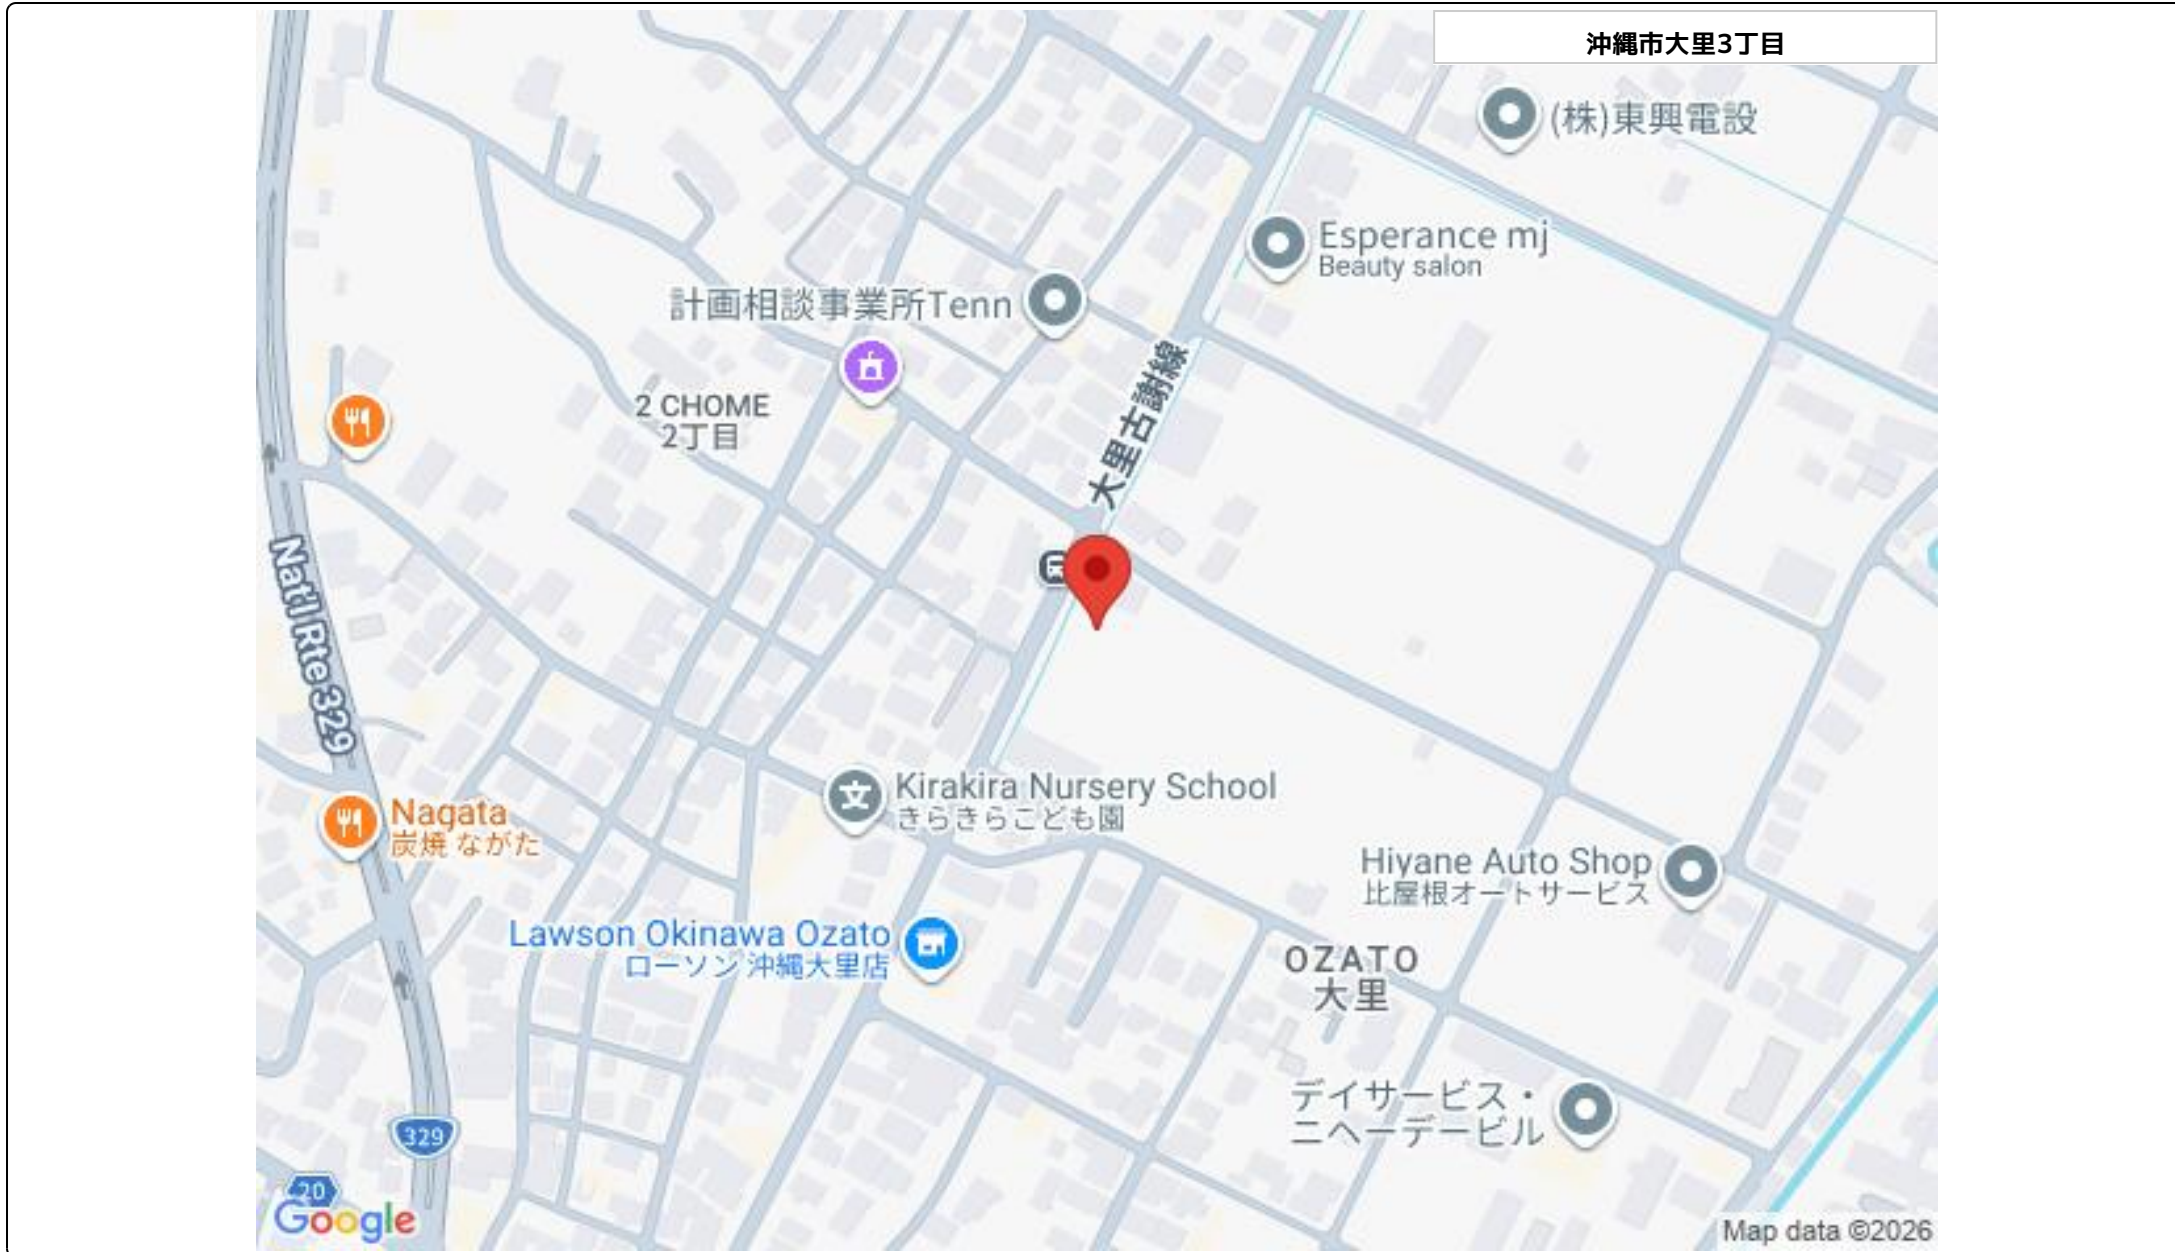 沖縄市大里3丁目
(株)東興電設
Esperance mj
Beauty salon
計画相談事業所Tenn
大里古謝線
2 CHOME
2丁目
Nat'l Rte 329
Kirakira Nursery School
きらきらこども園
Nagata
炭焼 ながた
Hiyane Auto Shop
比屋根オートサービス
Lawson Okinawa Ozato
ローソン 沖縄大里店
OZATO
大里
デイサービス・
ニヘーデービル
329
20
Google
Map data ©2026